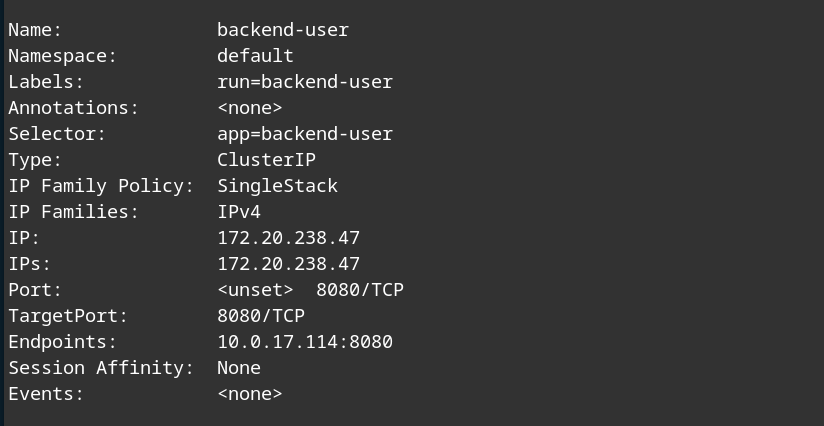 Name:              backend-user
Namespace:         default
Labels:            run=backend-user
Annotations:       <none>
Selector:          app=backend-user
Type:              ClusterIP
IP Family Policy:  SingleStack
IP Families:       IPv4
IP:                172.20.238.47
IPs:               172.20.238.47
Port:              <unset>  8080/TCP
TargetPort:        8080/TCP
Endpoints:         10.0.17.114:8080
Session Affinity:  None
Events:            <none>